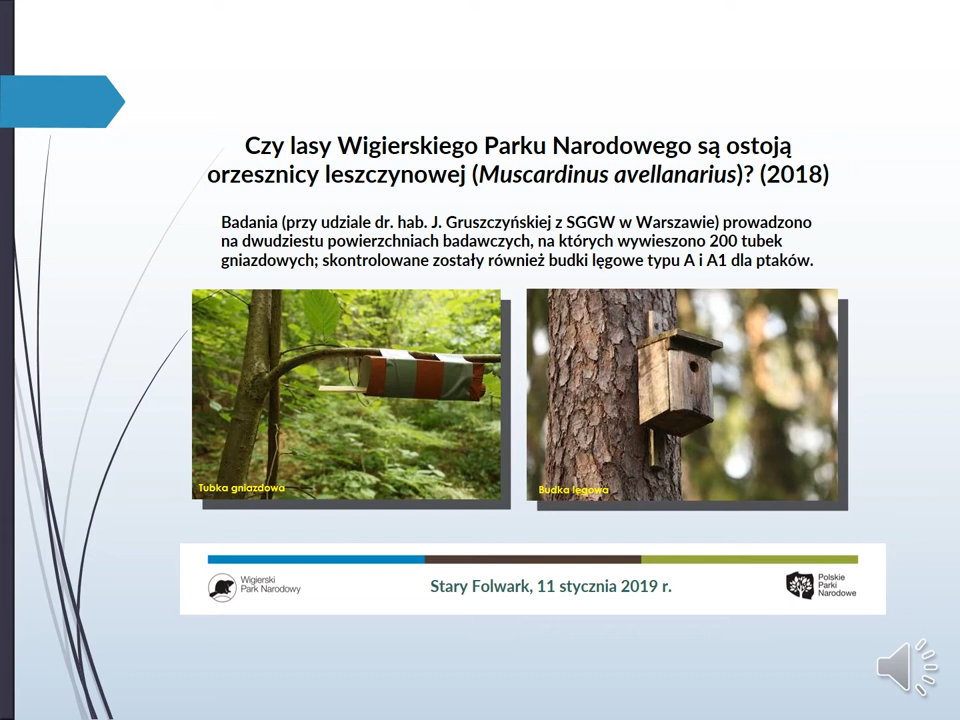 Czy lasy Wigierskiego Parku Narodowego są ostoją
orzesznicy leszczynowej (Muscardinus avellanarius)? (2018)
Badania (przy udziale dr. hab. J. Gruszczyńskiej z SGGW w Warszawie) prowadzono
na dwudziestu powierzchniach badawczych, na których wywieszono 200 tubek
gniazdowych; skontrolowane zostały również budki lęgowe typu A i A1 dla ptaków.
Tubka gniazdowa
Budka lęgowa
Wigierski
Park Narodowy
Stary Folwark, 11 stycznia 2019 r.
Polskie
Parki
Narodowe